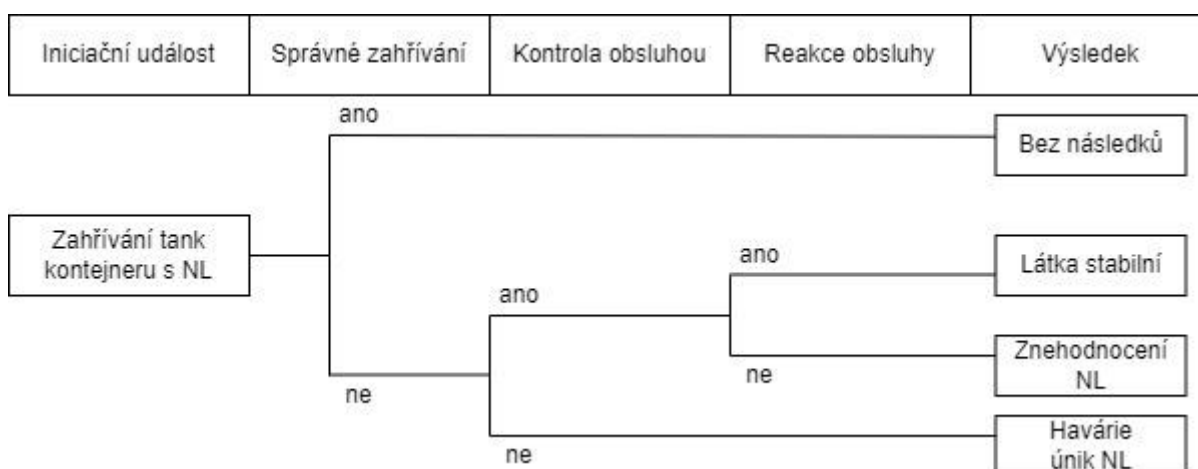 Iniciační událost
Správné zahřívání
Kontrola obsluhou
Reakce obsluhy
Výsledek
ano
Bez následků
Zahřívání tank
kontejneru s NL
ano
Látka stabilní
ano
Znehodnocení
NL
ne
ne
Havárie
únik NL
ne